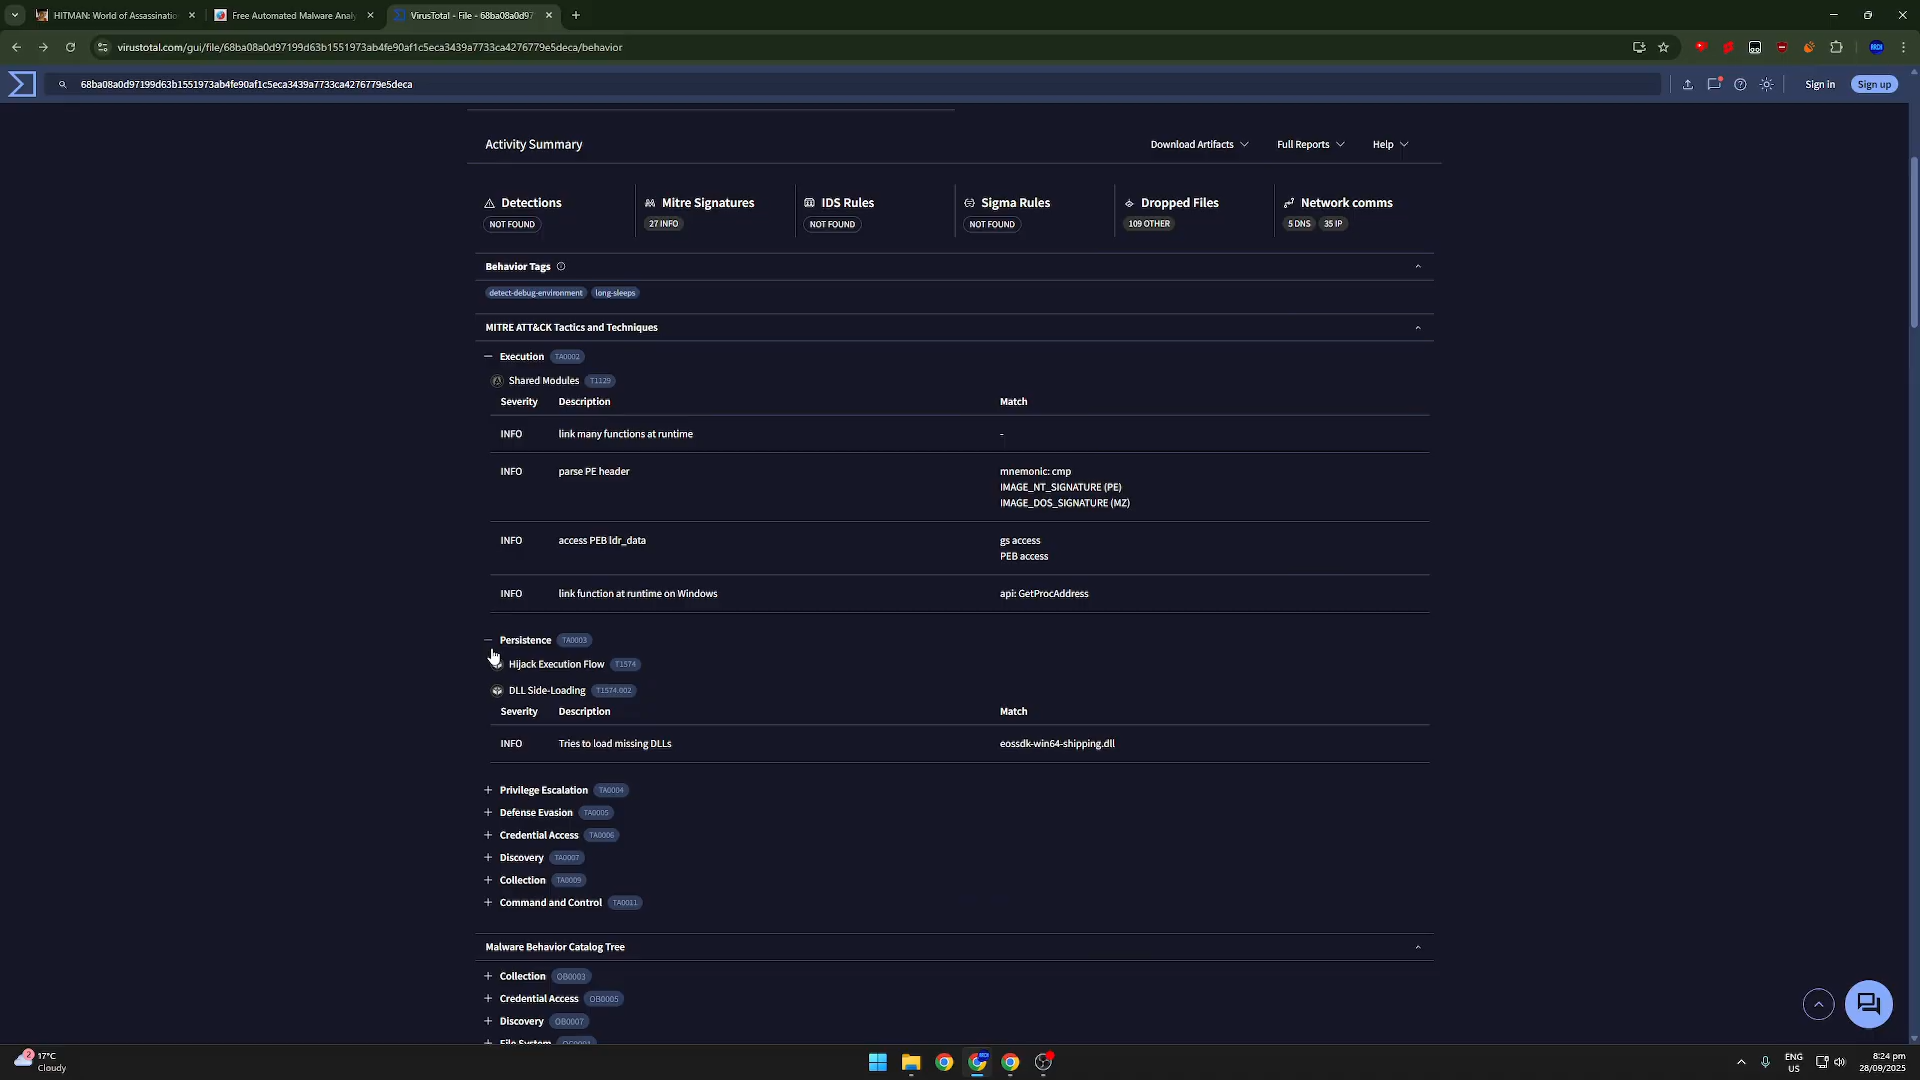 HITMAN: World of Assassinatio
Free Automated Malware Analy
VirusTotal - File - 68ba08a0d97
virustotal.com/gui/file/68ba08a0d97199d63b1551973ab4fe90af1c5eca3439a7733ca4276779e5deca/behavior
68ba08a0d97199d63b1551973ab4fe90af1c5eca3439a7733ca4276779e5deca
Sign in
Sign up
Activity Summary
Download Artifacts
Full Reports
Help
Detections
NOT FOUND
Mitre Signatures
27 INFO
IDS Rules
NOT FOUND
Sigma Rules
NOT FOUND
Dropped Files
109 OTHER
Network comms
5 DNS 35 IP
Behavior Tags
detect-debug-environment long-sleeps
MITRE ATT&CK Tactics and Techniques
Execution TA0002
Shared Modules T1129
Severity Description Match
INFO link many functions at runtime -
INFO parse PE header mnemonic: cmp
IMAGE_NT_SIGNATURE (PE)
IMAGE_DOS_SIGNATURE (MZ)
INFO access PEB ldr_data gs access
PEB access
INFO link function at runtime on Windows api: GetProcAddress
Persistence TA0003
Hijack Execution Flow T1574
DLL Side-Loading T1574.002
Severity Description Match
INFO Tries to load missing DLLs eossdk-win64-shipping.dll
Privilege Escalation TA0004
Defense Evasion TA0005
Credential Access TA0006
Discovery TA0007
Collection TA0009
Command and Control TA0011
Malware Behavior Catalog Tree
Collection OB0003
Credential Access OB0005
Discovery OB0007
File System
2
17°C
Cloudy
ENG
US
8:24 pm
28/09/2025